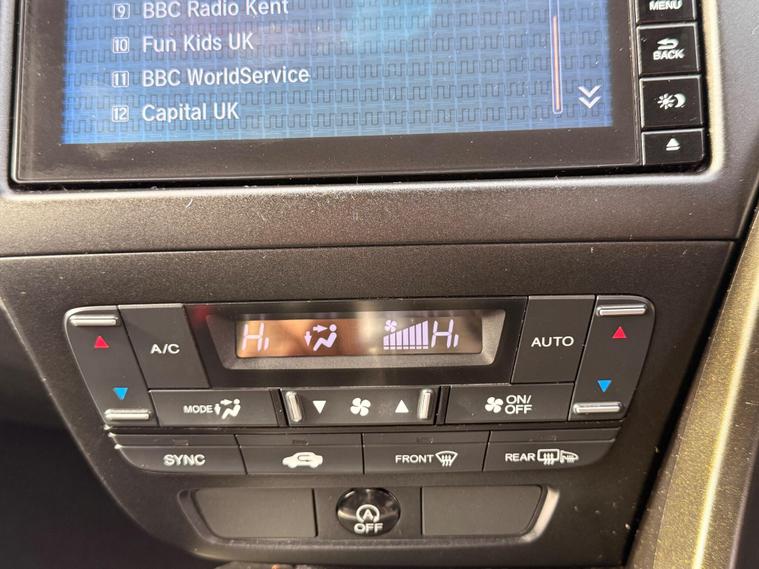 9 BBC Radio Kent
MENU
10 Fun Kids UK
BACK
11 BBC WorldService
12 Capital UK
Hi
Hi
A/C
AUTO
MODE
ON/
OFF
SYNC
FRONT
REAR
A
OFF